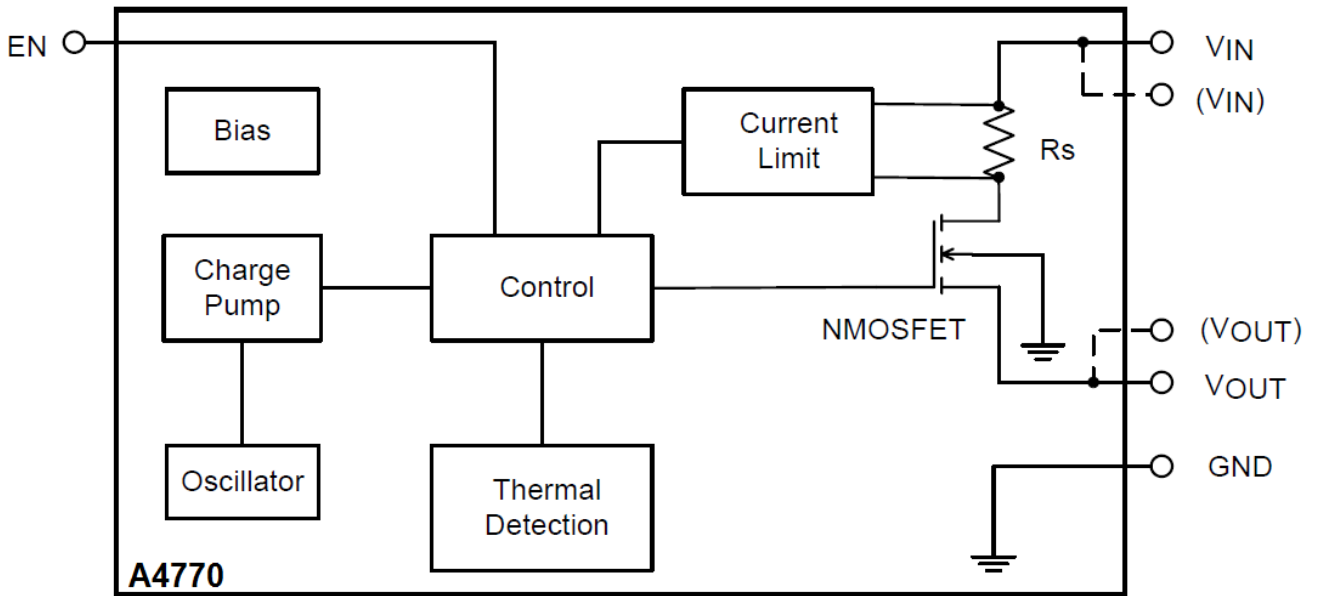 EN
VIN
(VIN)
Bias
Current
Limit
Rs
Charge
Pump
Control
NMOSFET
(VOUT)
VOUT
Oscillator
Thermal
Detection
GND
A4770